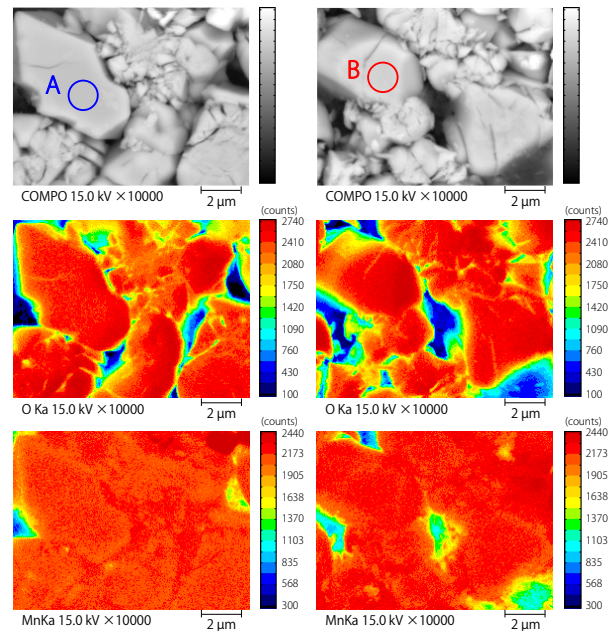 A
B
COMPO 15.0 kV ×10000
2 µm
COMPO 15.0 kV ×10000
2 µm
(counts)
2740
2410
2080
1750
1420
1090
760
430
100
(counts)
2740
2410
2080
1750
1420
1090
760
430
100
O Ka 15.0 kV ×10000
2 µm
O Ka 15.0 kV ×10000
2 µm
(counts)
2440
2173
1905
1638
1370
1103
835
568
300
(counts)
2440
2173
1905
1638
1370
1103
835
568
300
MnKa 15.0 kV ×10000
2 µm
MnKa 15.0 kV ×10000
2 µm